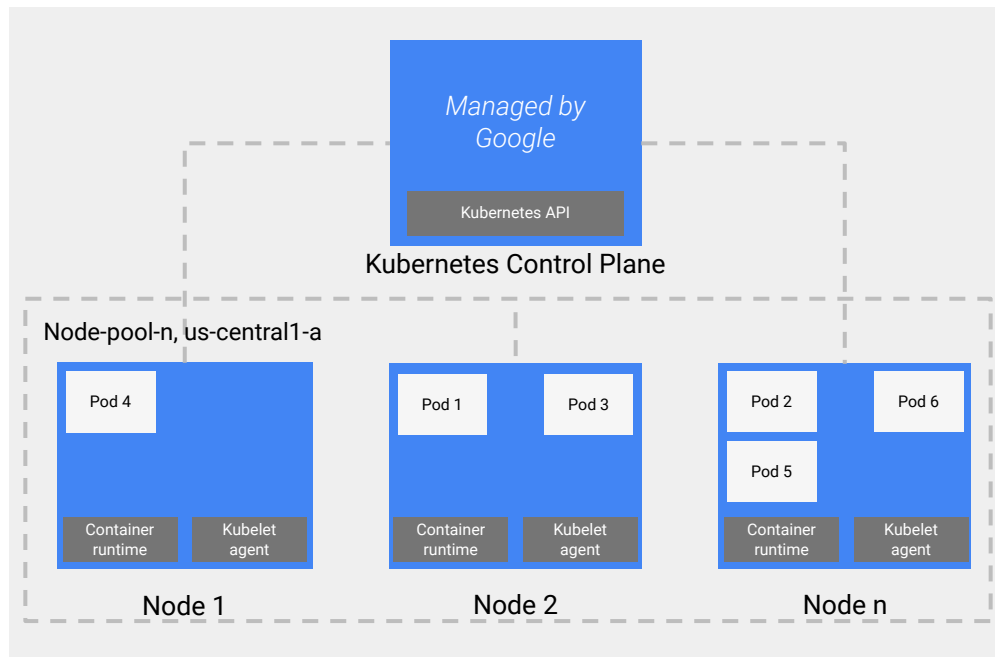 Managed by
Google
Kubernetes API
Kubernetes Control Plane
Node-pool-n, us-central1-a
Pod 4
Container
runtime
Kubelet
agent
Node 1
Pod 1
Pod 3
Container
runtime
Kubelet
agent
Node 2
Pod 2
Pod 6
Pod 5
Container
runtime
Kubelet
agent
Node n